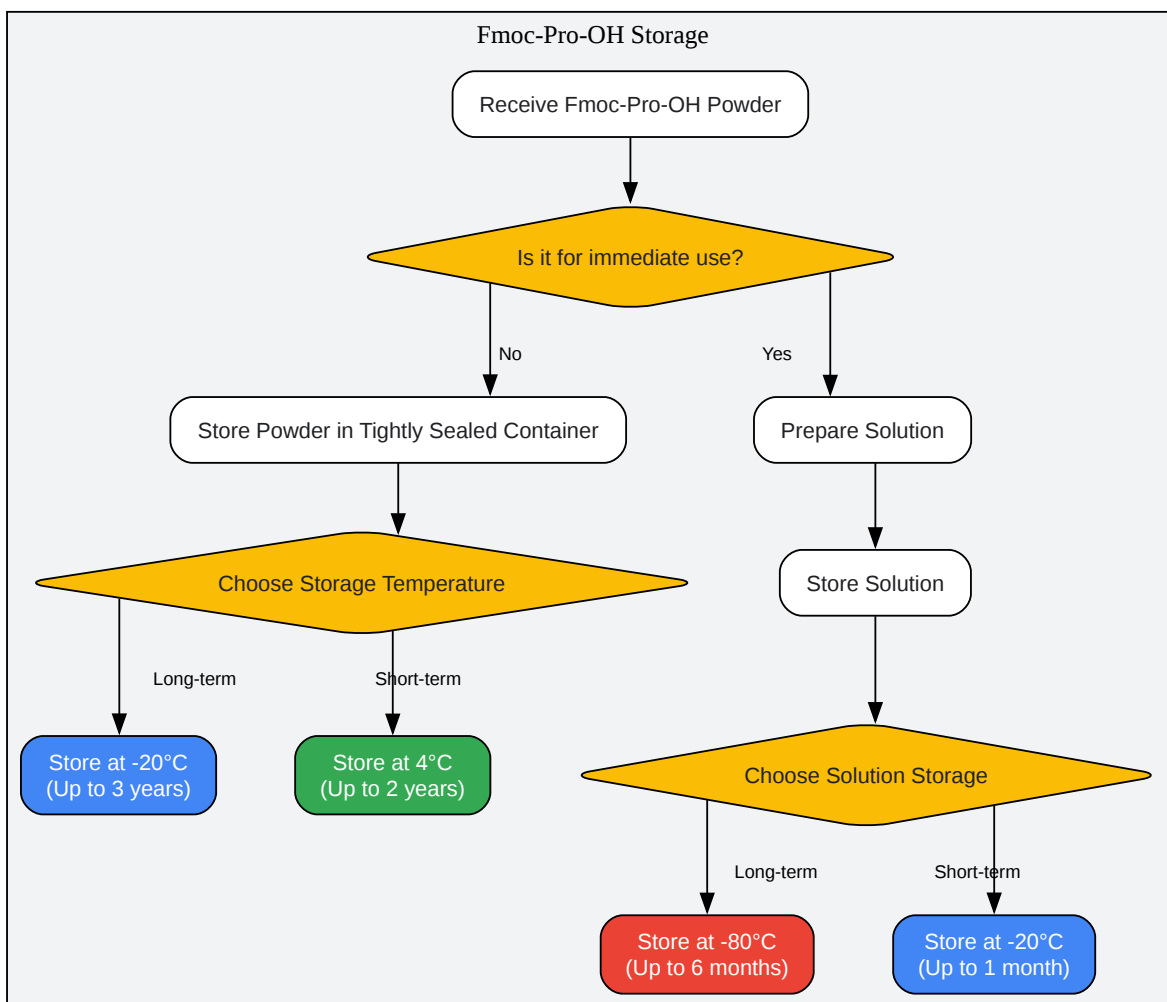 Fmoc-Pro-OH Storage
Receive Fmoc-Pro-OH Powder
Is it for immediate use?
No
Yes
Store Powder in Tightly Sealed Container
Prepare Solution
Choose Storage Temperature
Store Solution
Long-term
Short-term
Store at -20°C
(Up to 3 years)
Store at 4°C
(Up to 2 years)
Choose Solution Storage
Long-term
Short-term
Store at -80°C
(Up to 6 months)
Store at -20°C
(Up to 1 month)